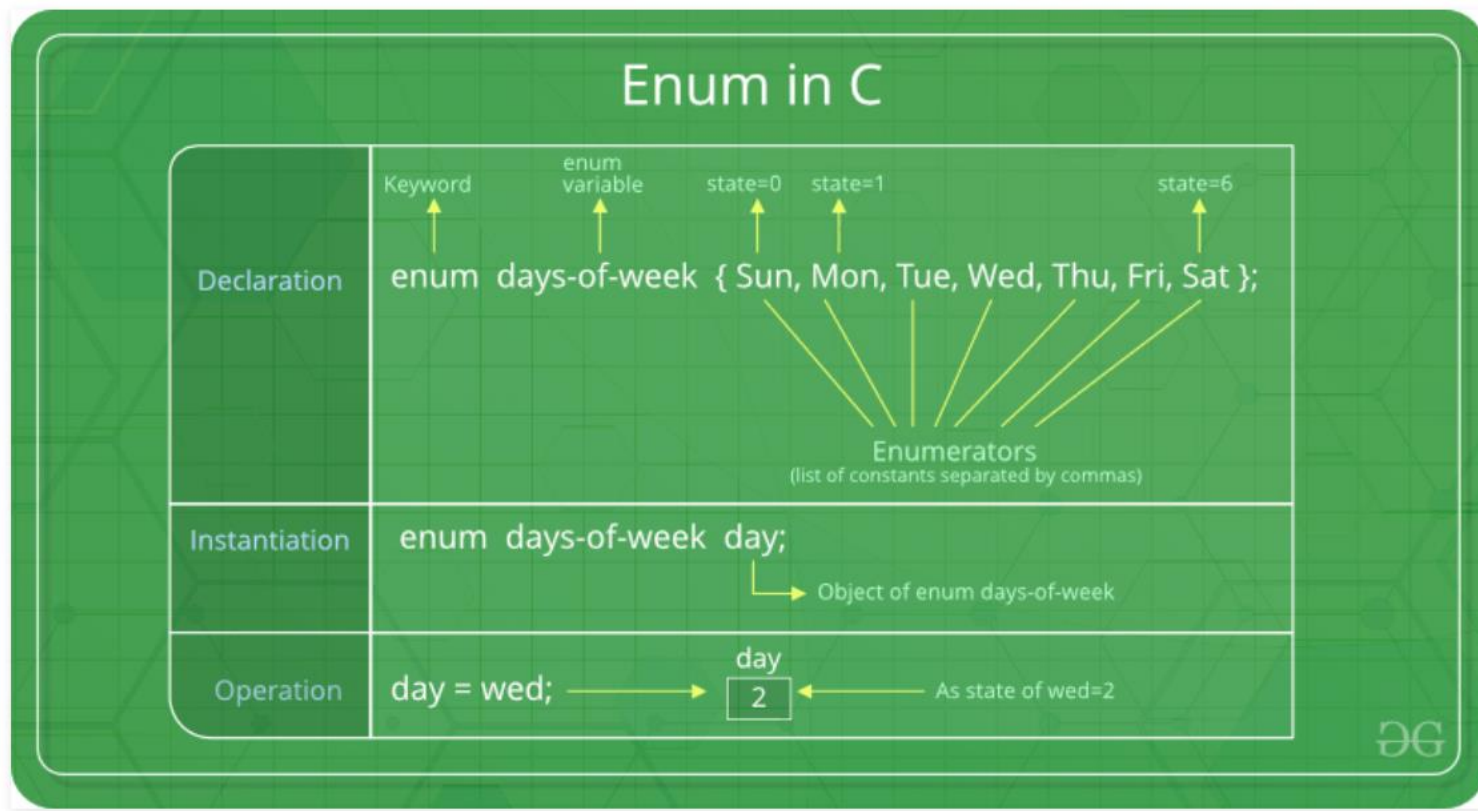 Enum in C
Keyword
enum
variable
state=0 state=1 state=6
Declaration
enum days-of-week { Sun, Mon, Tue, Wed, Thu, Fri, Sat };
Enumerators
(list of constants separated by commas)
Instantiation
enum days-of-week day;
Object of enum days-of-week
Operation
day = wed;
day
2
As state of wed=2
GG